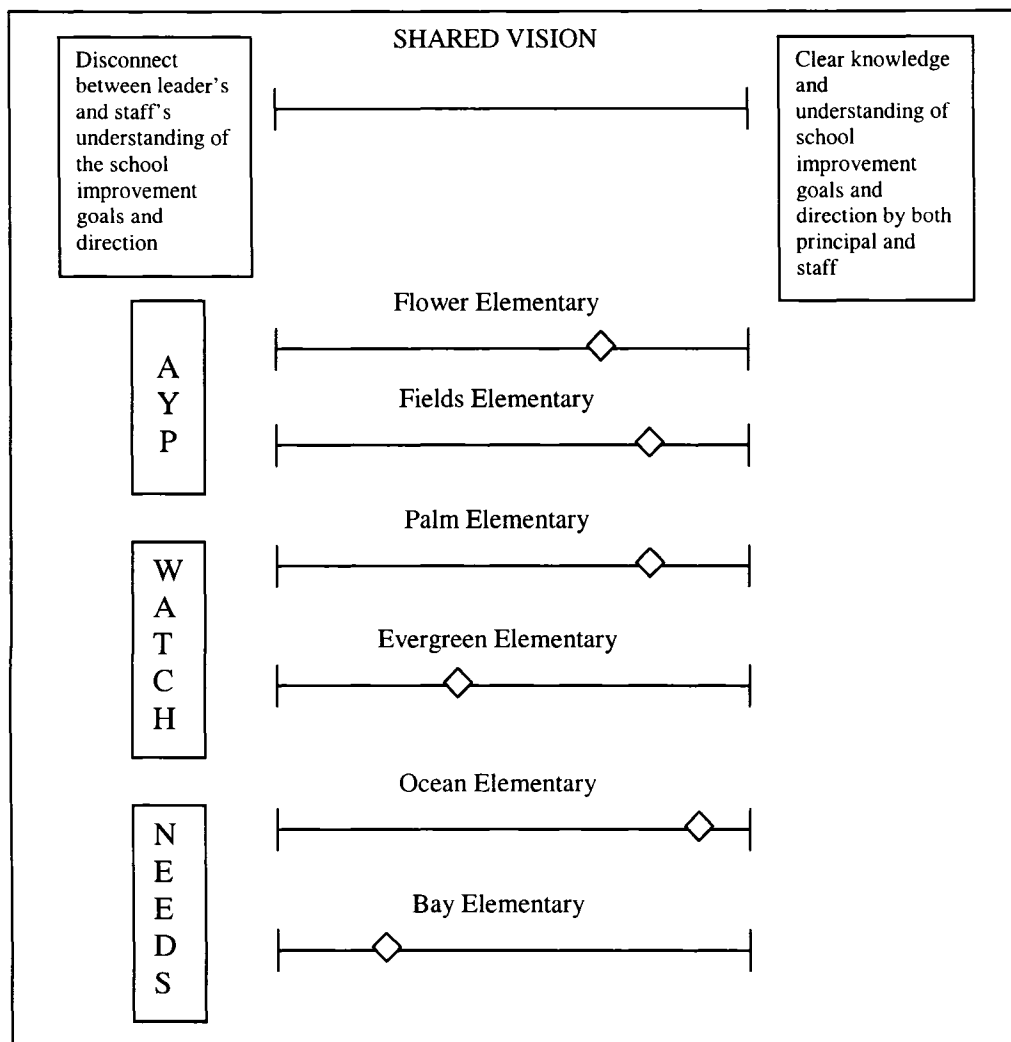 SHARED VISION
Disconnect
between leader's
and staff's
understanding of
the school
improvement
goals and
direction
Clear knowledge
and
understanding of
school
improvement
goals and
direction by both
principal and
staff
A
Y
P
Flower Elementary
Fields Elementary
W
A
T
C
H
Palm Elementary
Evergreen Elementary
N
E
E
D
S
Ocean Elementary
Bay Elementary